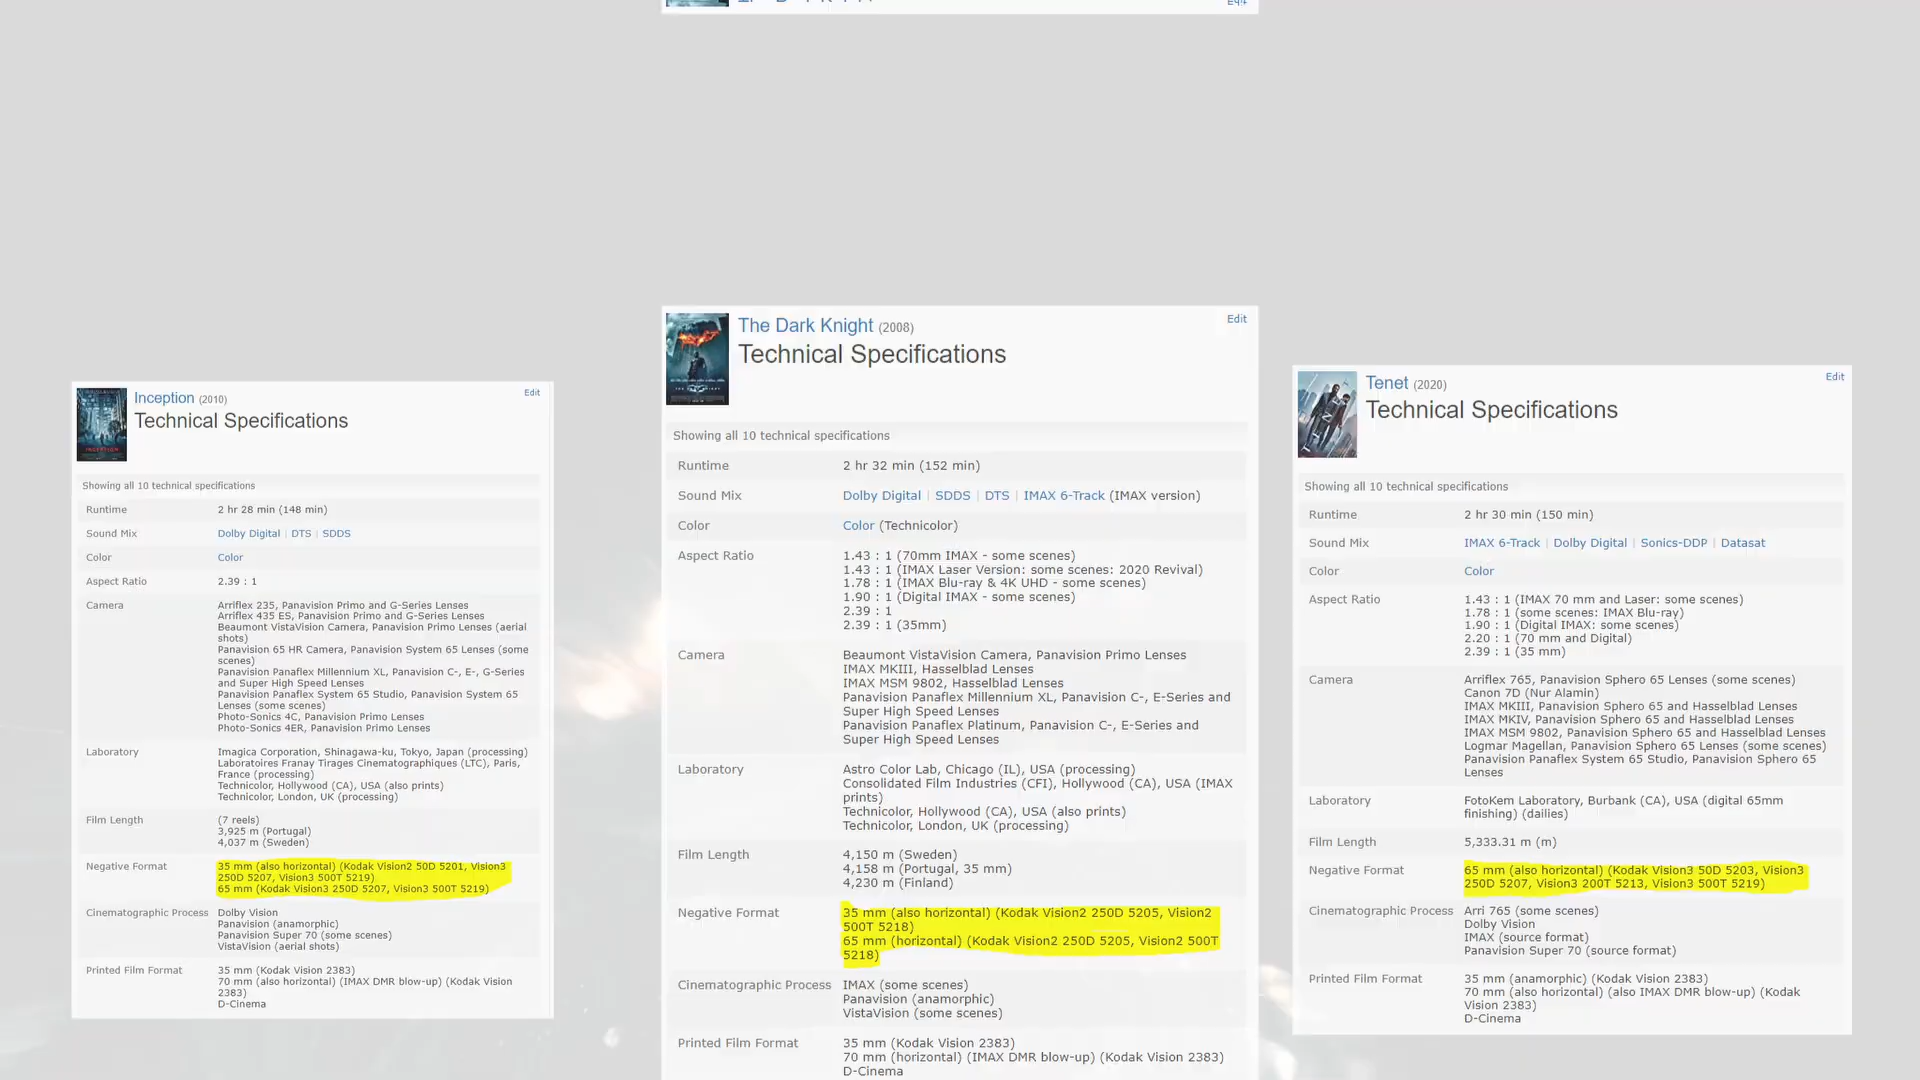 Edit
Inception (2010)
Edit
Technical Specifications
Showing all 10 technical specifications
Runtime 2 hr 28 min (148 min)
Sound Mix Dolby Digital | DTS | SDDS
Color Color
Aspect Ratio 2.39 : 1
Camera Arriflex 235, Panavision Primo and G-Series Lenses
Arriflex 435 ES, Panavision Primo and G-Series Lenses
Beaumont VistaVision Camera, Panavision Primo Lenses (aerial
shots)
Panavision 65 HR Camera, Panavision System 65 Lenses (some
scenes)
Panavision Panaflex Millennium XL, Panavision C-, E-, G-Series
and Super High Speed Lenses
Panavision Panaflex System 65 Studio, Panavision System 65
Lenses (some scenes)
Photo-Sonics 4C, Panavision Primo Lenses
Photo-Sonics 4ER, Panavision Primo Lenses
Laboratory Imagica Corporation, Shinagawa-ku, Tokyo, Japan (processing)
Laboratoires Franay Tirages Cinematographiques (LTC), Paris,
France (processing)
Technicolor, Hollywood (CA), USA (also prints)
Technicolor, London, UK (processing)
Film Length (7 reels)
3,925 m (Portugal)
4,037 m (Sweden)
Negative Format 35 mm (also horizontal) (Kodak Vision2 50D 5201, Vision3
250D 5207, Vision3 500T 5219)
65 mm (Kodak Vision3 250D 5207, Vision3 500T 5219)
Cinematographic Process Dolby Vision
Panavision (anamorphic)
Panavision Super 70 (some scenes)
VistaVision (aerial shots)
Printed Film Format 35 mm (Kodak Vision 2383)
70 mm (also horizontal) (IMAX DMR blow-up) (Kodak Vision
2383)
D-Cinema
The Dark Knight (2008)
Edit
Technical Specifications
Showing all 10 technical specifications
Runtime 2 hr 32 min (152 min)
Sound Mix Dolby Digital | SDDS | DTS | IMAX 6-Track (IMAX version)
Color Color (Technicolor)
Aspect Ratio 1.43 : 1 (70mm IMAX - some scenes)
1.43 : 1 (IMAX Laser Version: some scenes: 2020 Revival)
1.78 : 1 (IMAX Blu-ray & 4K UHD - some scenes)
1.90 : 1 (Digital IMAX - some scenes)
2.39 : 1
2.39 : 1 (35mm)
Camera Beaumont VistaVision Camera, Panavision Primo Lenses
IMAX MKIII, Hasselblad Lenses
IMAX MSM 9802, Hasselblad Lenses
Panavision Panaflex Millennium XL, Panavision C-, E-Series and
Super High Speed Lenses
Panavision Panaflex Platinum, Panavision C-, E-Series and
Super High Speed Lenses
Laboratory Astro Color Lab, Chicago (IL), USA (processing)
Consolidated Film Industries (CFI), Hollywood (CA), USA (IMAX
prints)
Technicolor, Hollywood (CA), USA (also prints)
Technicolor, London, UK (processing)
Film Length 4,150 m (Sweden)
4,158 m (Portugal, 35 mm)
4,230 m (Finland)
Negative Format 35 mm (also horizontal) (Kodak Vision2 250D 5205, Vision2
500T 5218)
65 mm (horizontal) (Kodak Vision2 250D 5205, Vision2 500T
5218)
Cinematographic Process IMAX (some scenes)
Panavision (anamorphic)
VistaVision (some scenes)
Printed Film Format 35 mm (Kodak Vision 2383)
70 mm (horizontal) (IMAX DMR blow-up) (Kodak Vision 2383)
D-Cinema
Tenet (2020)
Edit
Technical Specifications
Showing all 10 technical specifications
Runtime 2 hr 30 min (150 min)
Sound Mix IMAX 6-Track | Dolby Digital | Sonics-DDP | Datasat
Color Color
Aspect Ratio 1.43 : 1 (IMAX 70 mm and Laser: some scenes)
1.78 : 1 (some scenes: IMAX Blu-ray)
1.90 : 1 (Digital IMAX: some scenes)
2.20 : 1 (70 mm and Digital)
2.39 : 1 (35 mm)
Camera Arriflex 765, Panavision Sphero 65 Lenses (some scenes)
Canon 7D (Nur Alamin)
IMAX MKIII, Panavision Sphero 65 and Hasselblad Lenses
IMAX MKIV, Panavision Sphero 65 and Hasselblad Lenses
IMAX MSM 9802, Panavision Sphero 65 and Hasselblad Lenses
Logmar Magellan, Panavision Sphero 65 Lenses (some scenes)
Panavision Panaflex System 65 Studio, Panavision Sphero 65
Lenses
Laboratory FotoKem Laboratory, Burbank (CA), USA (digital 65mm
finishing) (dailies)
Film Length 5,333.31 m (m)
Negative Format 65 mm (also horizontal) (Kodak Vision3 50D 5203, Vision3
250D 5207, Vision3 200T 5213, Vision3 500T 5219)
Cinematographic Process Arri 765 (some scenes)
Dolby Vision
IMAX (source format)
Panavision Super 70 (source format)
Printed Film Format 35 mm (anamorphic) (Kodak Vision 2383)
70 mm (also horizontal) (also IMAX DMR blow-up) (Kodak
Vision 2383)
D-Cinema